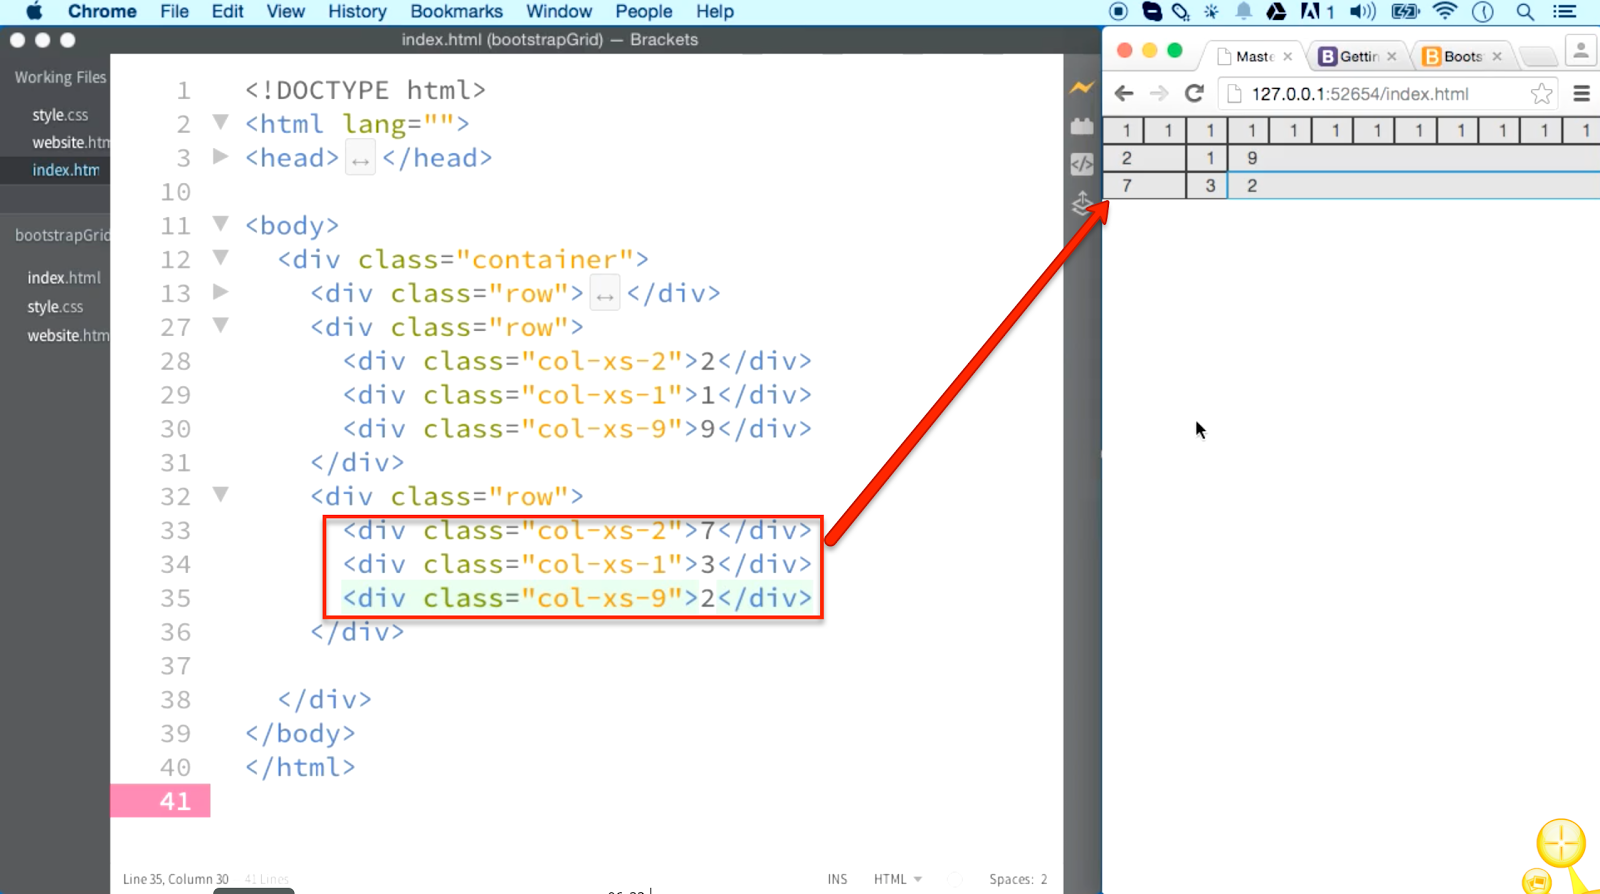 Chrome File Edit View History Bookmarks Window People Help 1
index.html (bootstrapGrid) — Brackets
Working Files
style.css
website.htm
index.htm
bootstrapGrid
index.html
style.css
website.htm
1 <!DOCTYPE html>
2 <html lang="">
3 <head>↔</head>
10
11 <body>
12 <div class="container">
13 <div class="row">↔</div>
27 <div class="row">
28 <div class="col-xs-2">2</div>
29 <div class="col-xs-1">1</div>
30 <div class="col-xs-9">9</div>
31 </div>
32 <div class="row">
33 <div class="col-xs-2">7</div>
34 <div class="col-xs-1">3</div>
35 <div class="col-xs-9">2</div>
36 </div>
37
38 </div>
39 </body>
40 </html>
41
Line 35, Column 30 41 Lines
INS HTML Spaces: 2
Maste Gettin Boots
127.0.0.1:52654/index.html
1 1 1 1 1 1 1 1 1 1 1 1
2 1 9
7 3 2